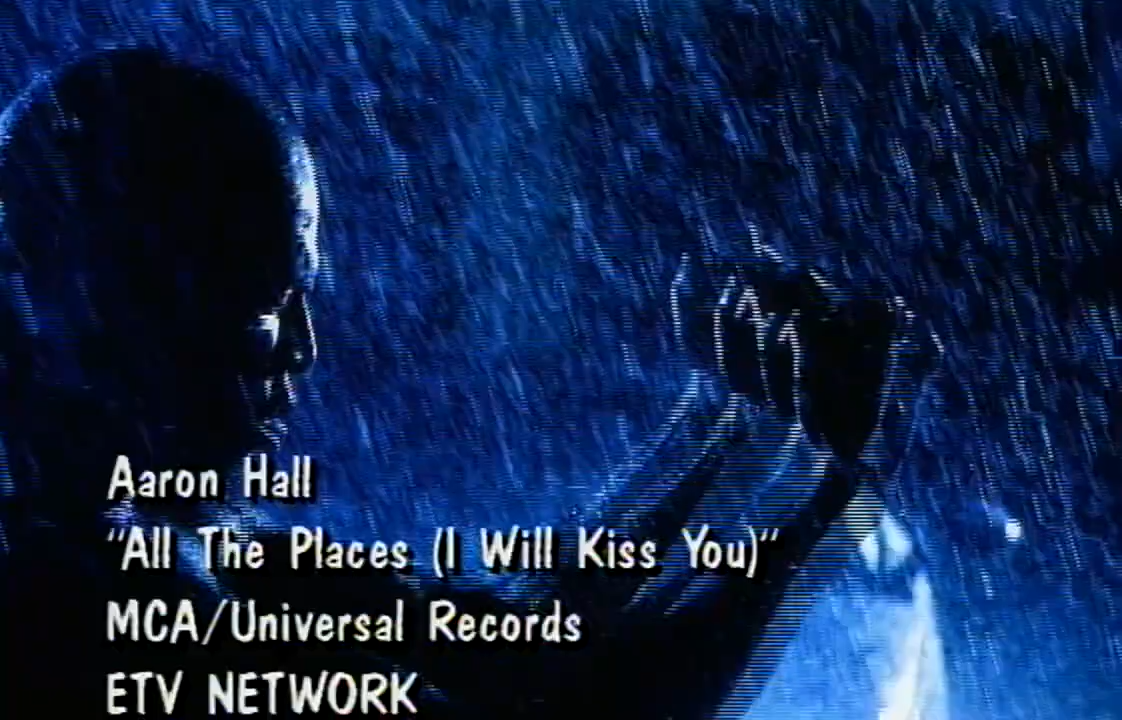 Aaron Hall
"All The Places (I Will Kiss You)"
MCA/Universal Records
ETV NETWORK